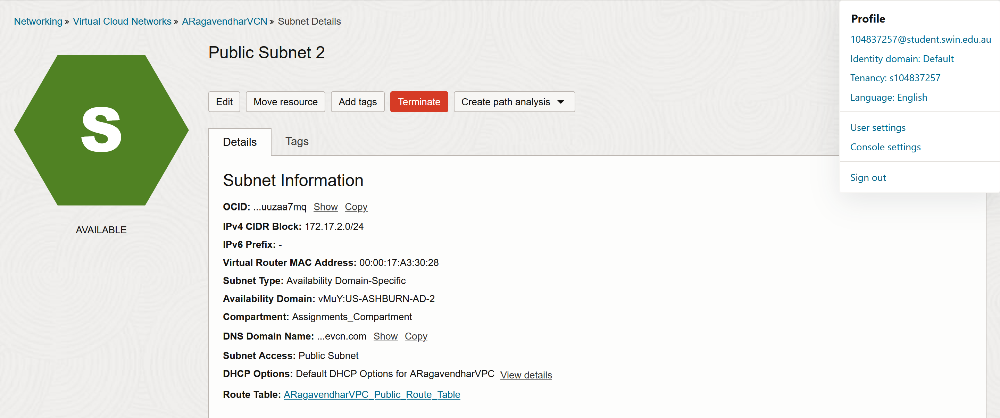 Networking » Virtual Cloud Networks » ARagavendharVCN » Subnet Details
Public Subnet 2
Edit Move resource Add tags Terminate Create path analysis
Details Tags
S
AVAILABLE
Subnet Information
OCID: ...uuzaa7mq Show Copy
IPv4 CIDR Block: 172.17.2.0/24
IPv6 Prefix: -
Virtual Router MAC Address: 00:00:17:A3:30:28
Subnet Type: Availability Domain-Specific
Availability Domain: vMuY:US-ASHBURN-AD-2
Compartment: Assignments_Compartment
DNS Domain Name: ...evcn.com Show Copy
Subnet Access: Public Subnet
DHCP Options: Default DHCP Options for ARagavendharVPC View details
Route Table: ARagavendharVPC_Public_Route_Table
Profile
104837257@student.swin.edu.au
Identity domain: Default
Tenancy: s104837257
Language: English
User settings
Console settings
Sign out